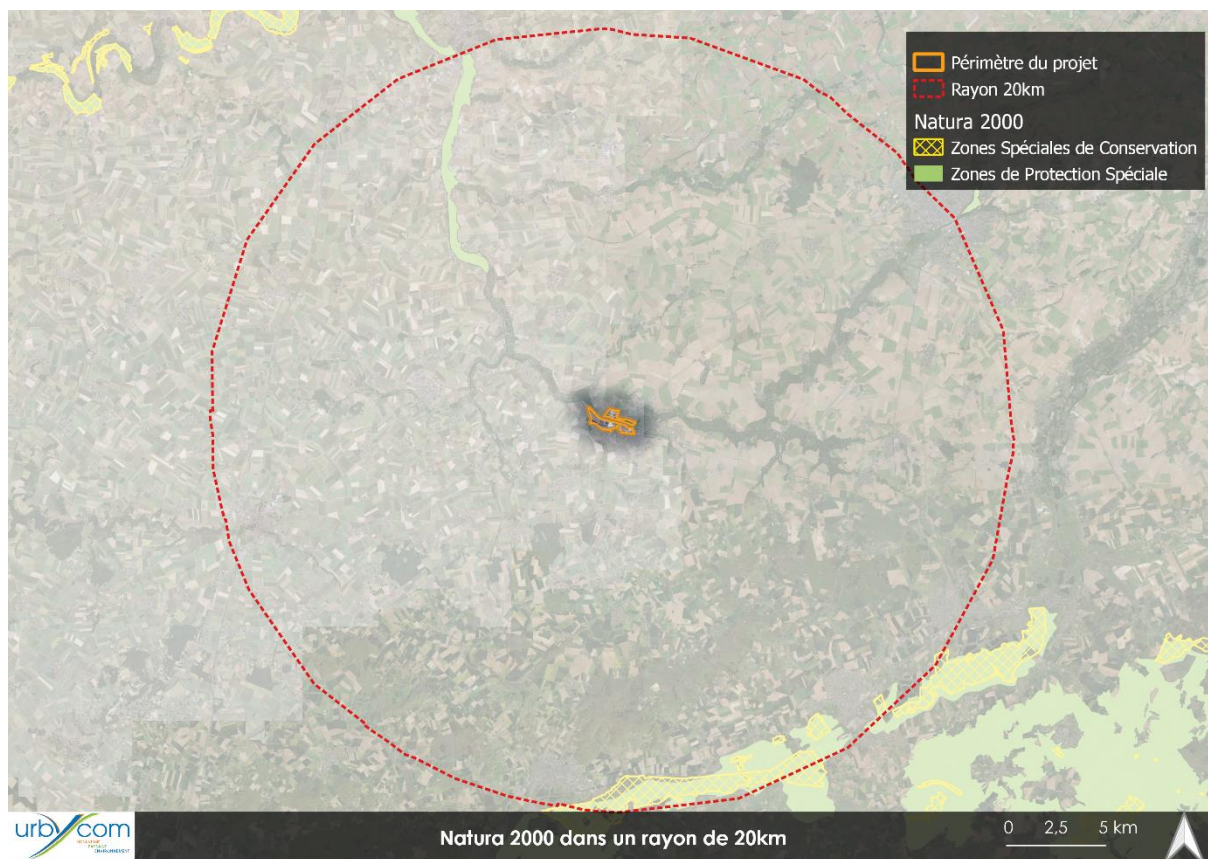 Périmètre du projet
Rayon 20km
Natura 2000
Zones Spéciales de Conservation
Zones de Protection Spéciale
urbycom
Natura 2000 dans un rayon de 20km
0 2,5 5 km